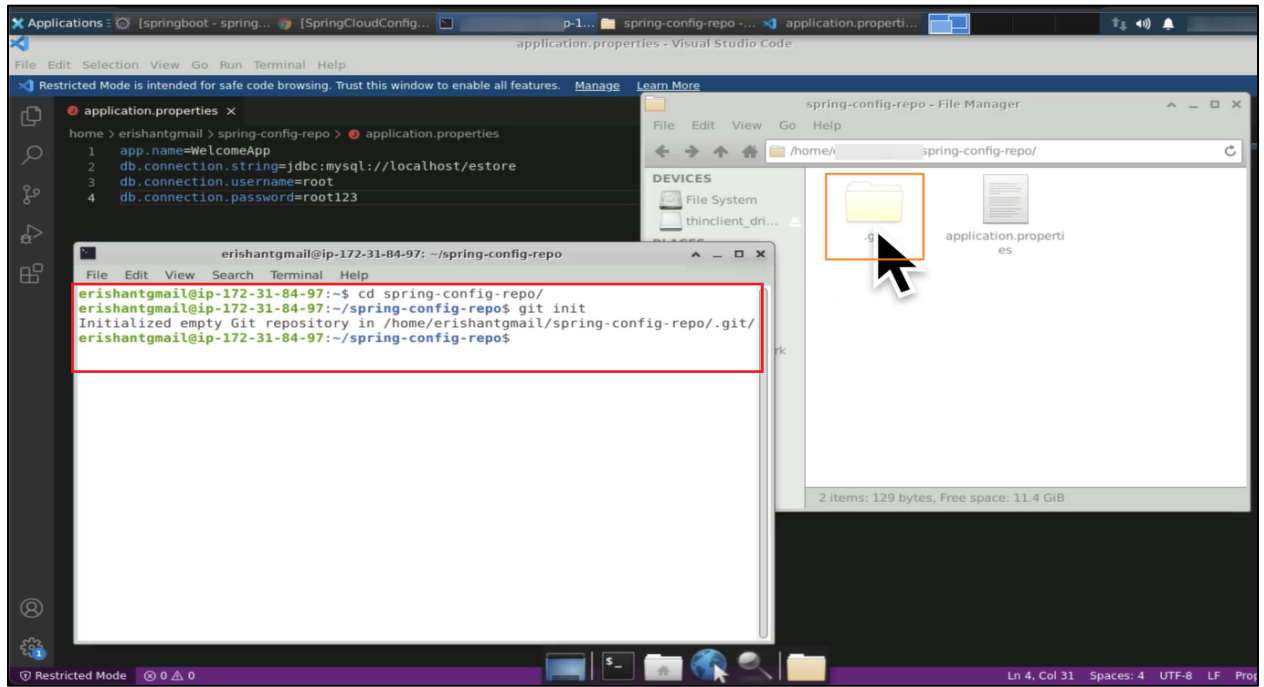 Applications : [springboot - spring... [SpringCloudConfig... p-1... spring-config-repo -... application.properti...
application.properties - Visual Studio Code
File Edit Selection View Go Run Terminal Help
Restricted Mode is intended for safe code browsing. Trust this window to enable all features. Manage Learn More
application.properties ×
home > erishantgmail > spring-config-repo > application.properties
1 app.name=WelcomeApp
2 db.connection.string=jdbc:mysql://localhost/estore
3 db.connection.username=root
4 db.connection.password=root123
spring-config-repo - File Manager
File Edit View Go Help
/home/ spring-config-repo/
DEVICES
File System
thinclient_dri...
application.properti
es
2 items: 129 bytes, Free space: 11.4 GiB
erishantgmail@ip-172-31-84-97: ~/spring-config-repo
File Edit View Search Terminal Help
erishantgmail@ip-172-31-84-97:~$ cd spring-config-repo/
erishantgmail@ip-172-31-84-97:~/spring-config-repo$ git init
Initialized empty Git repository in /home/erishantgmail/spring-config-repo/.git/
erishantgmail@ip-172-31-84-97:~/spring-config-repo$
Restricted Mode 0 0
Ln 4, Col 31 Spaces: 4 UTF-8 LF